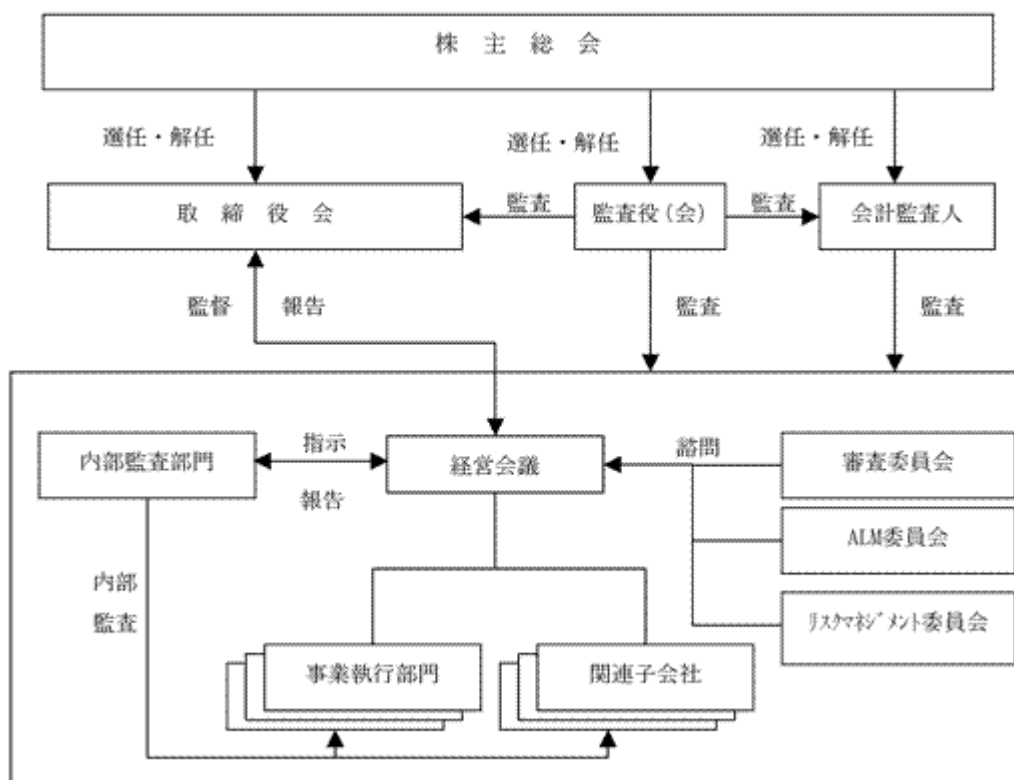 株主総会
選任・解任
選任・解任
選任・解任
取締役会
監査
監査役(会)
監査
会計監査人
監督
報告
監査
監査
内部監査部門
指示
報告
経営会議
諮問
審査委員会
ALM委員会
リスクマネジメント委員会
内部
監査
事業執行部門
関連子会社